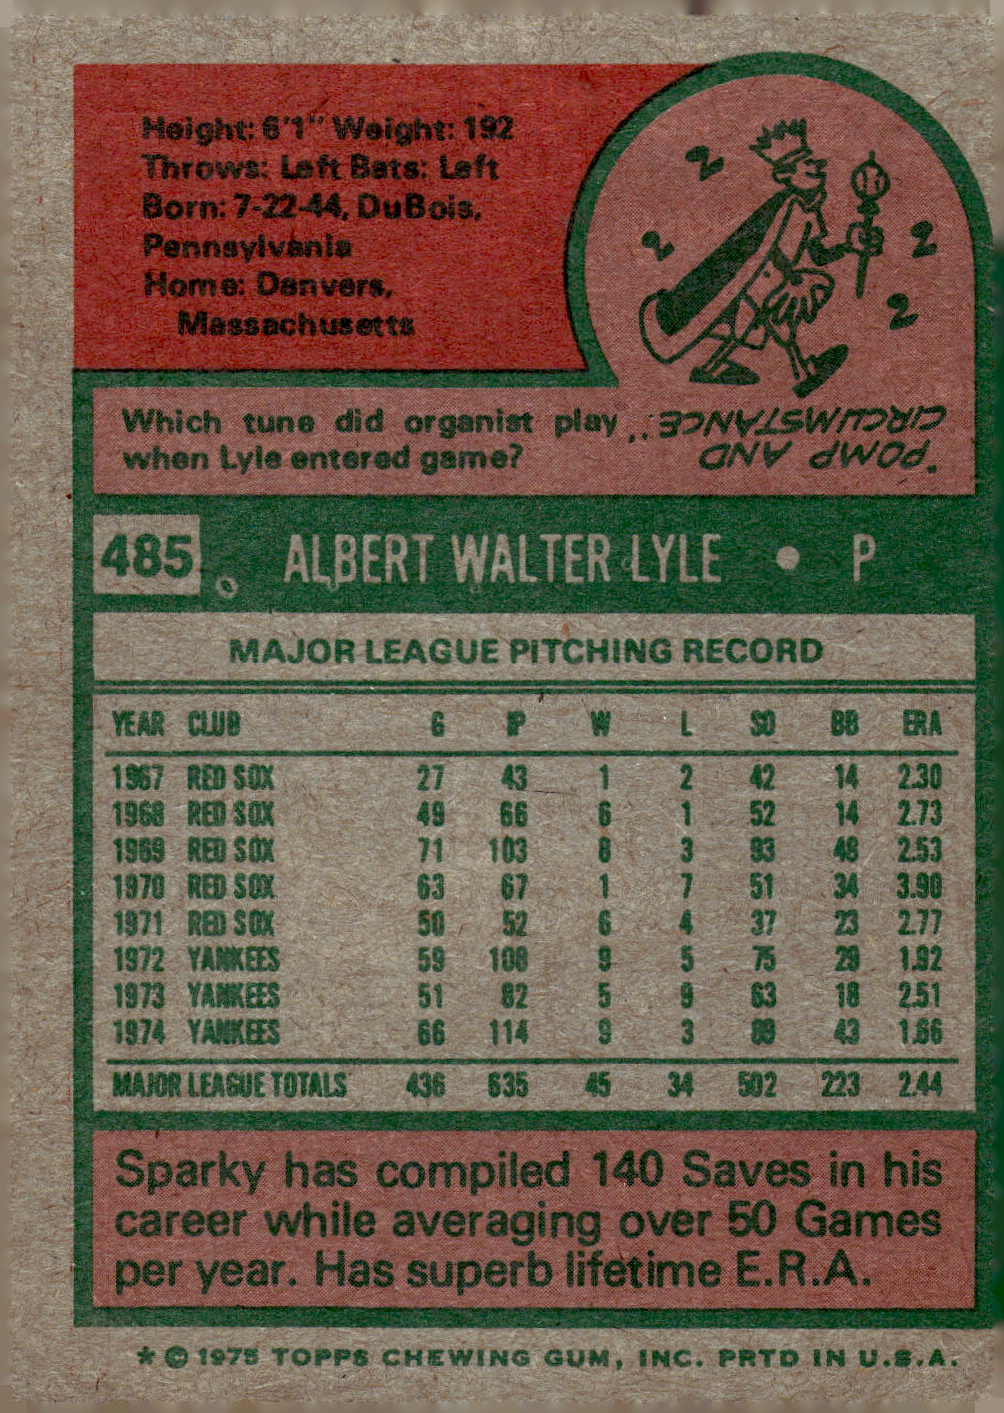 Height: 6'1" Weight: 192
Throws: Left Bats: Left
Born: 7-22-44, DuBois,
Pennsylvania
Home: Danvers,
Massachusetts
Which tune did organist play
when Lyle entered game?
"POMP AND
CIRCUMSTANCE."
485
ALBERT WALTER LYLE • P
MAJOR LEAGUE PITCHING RECORD
YEAR CLUB G IP W L SO BB ERA
1967 RED SOX 27 43 1 2 42 14 2.30
1968 RED SOX 49 66 6 1 52 14 2.73
1969 RED SOX 71 103 8 3 93 48 2.53
1970 RED SOX 63 67 1 7 51 34 3.90
1971 RED SOX 50 52 6 4 37 23 2.77
1972 YANKEES 59 108 9 5 75 29 1.92
1973 YANKEES 51 82 5 9 63 18 2.51
1974 YANKEES 66 114 9 3 89 43 1.66
MAJOR LEAGUE TOTALS 436 635 45 34 502 223 2.44
Sparky has compiled 140 Saves in his
career while averaging over 50 Games
per year. Has superb lifetime E.R.A.
* © 1975 TOPPS CHEWING GUM, INC. PRTD IN U.S.A.